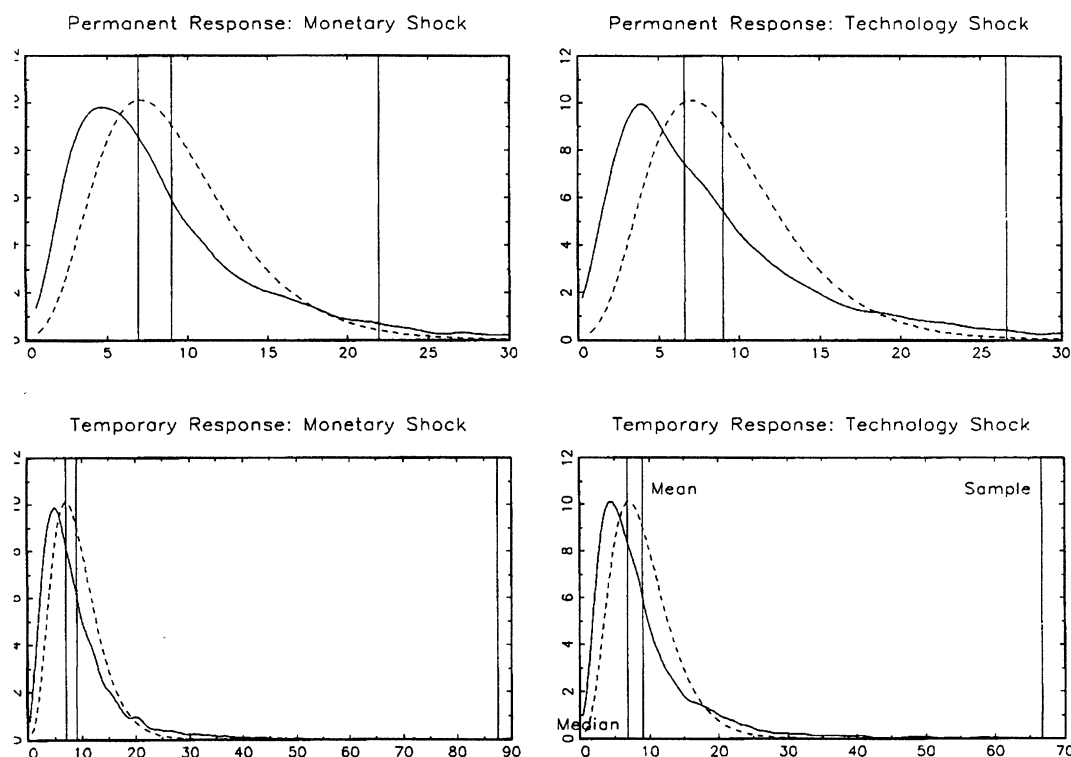 Permanent Response: Monetary Shock
Permanent Response: Technology Shock
12
10
8
6
4
2
0
0 5 10 15 20 25 30
0 5 10 15 20 25 30
Temporary Response: Monetary Shock
Temporary Response: Technology Shock
12
10
8
6
4
2
0
Mean
Sample
Median
0 10 20 30 40 50 60 70 80 90
0 10 20 30 40 50 60 70